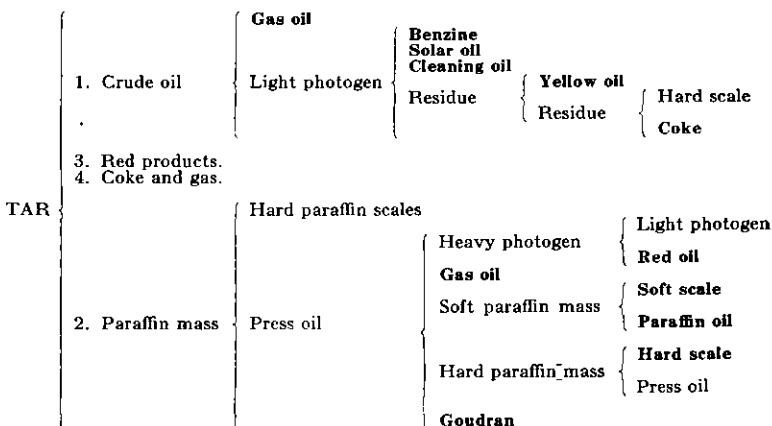 Gas oil
Benzine
Solar oil
Cleaning oil
1. Crude oil
Light photogen
Residue
Yellow oil
Residue
Hard scale
Coke
3. Red products.
4. Coke and gas.
TAR
Hard paraffin scales
Heavy photogen
Light photogen
Red oil
Gas oil
Soft paraffin mass
Soft scale
Paraffin oil
2. Paraffin mass
Press oil
Hard paraffin mass
Hard scale
Press oil
Goudran